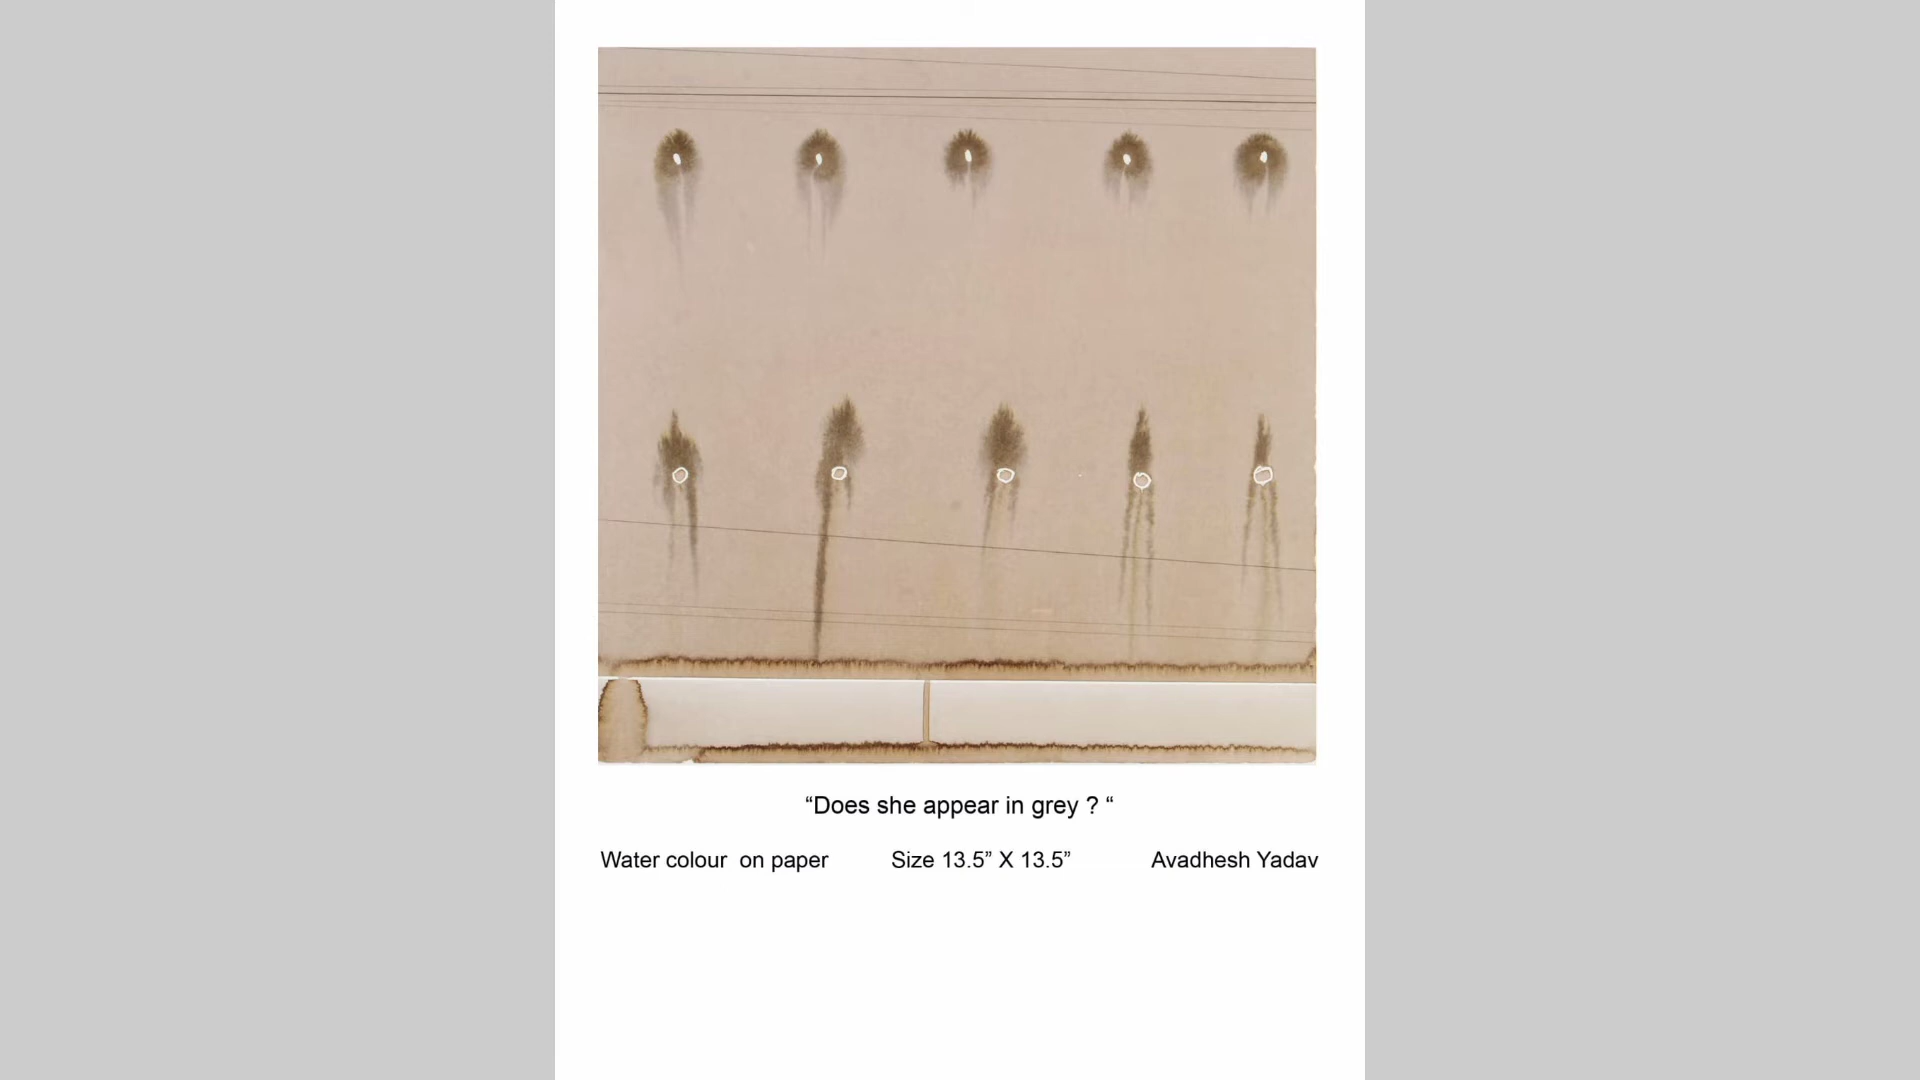 “Does she appear in grey ? “
Water colour  on paper Size 13.5” X 13.5” Avadhesh Yadav